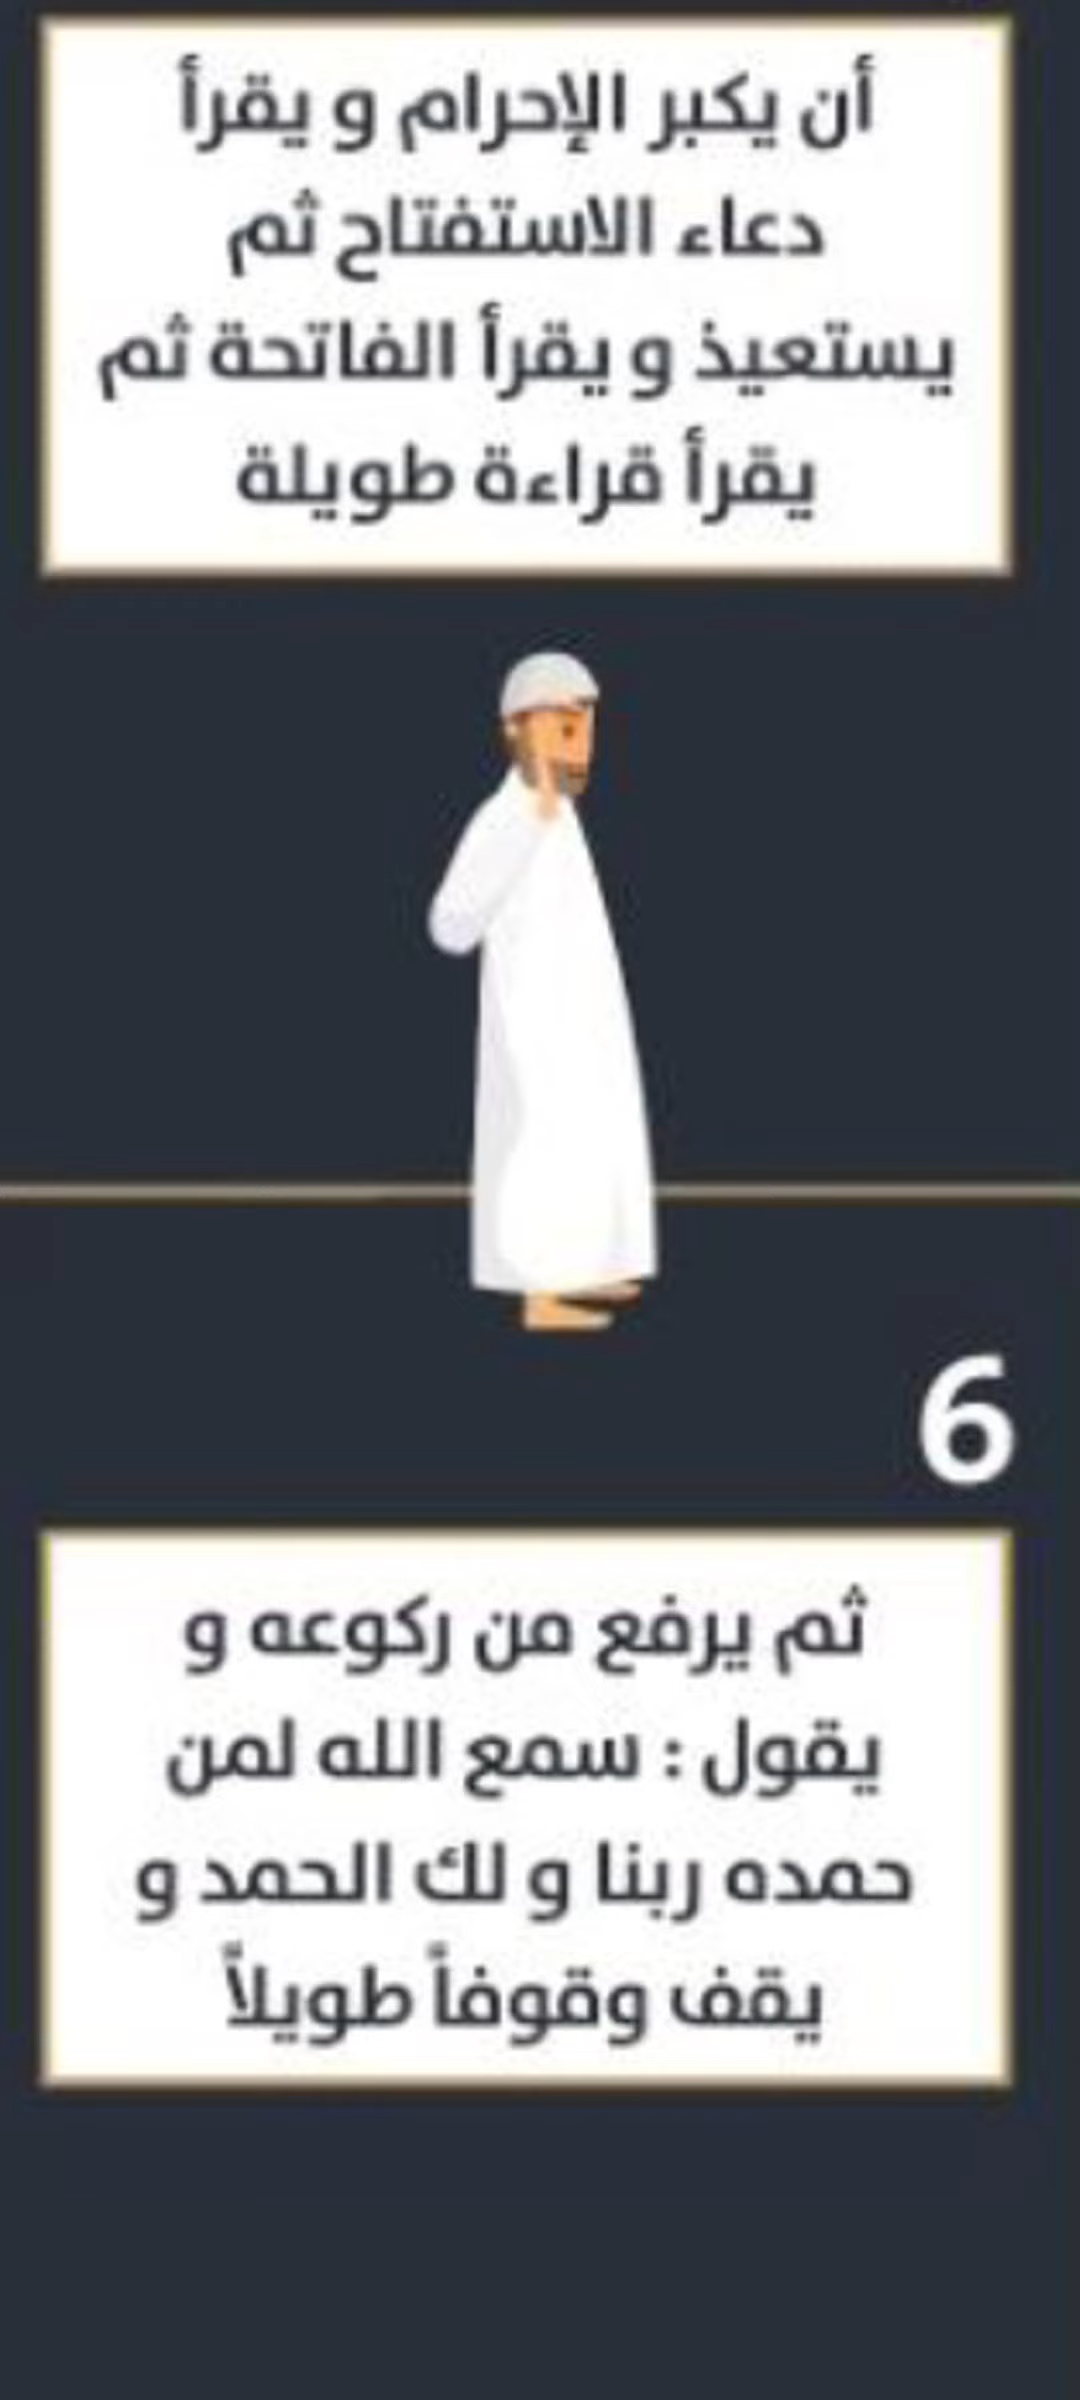 أن يكبر الإحرام و يقرأ
دعاء الاستفتاح ثم
يستعيذ و يقرأ الفاتحة ثم
يقرأ قراءة طويلة
6
ثم يرفع من ركوعه و
يقول : سمع الله لمن
حمده ربنا و لك الحمد و
يقف وقوفاً طويلاً